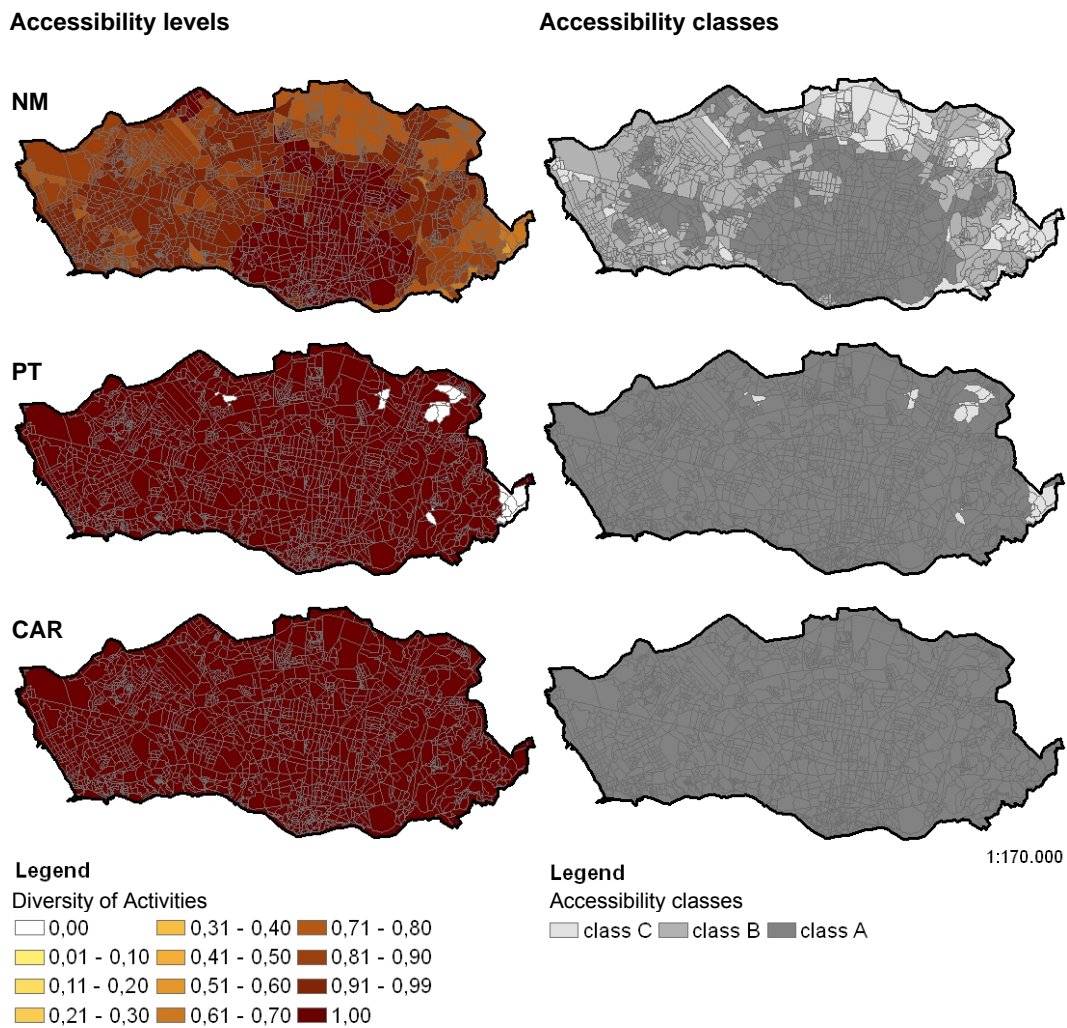 Accessibility levels
Accessibility classes
NM
PT
CAR
1:170.000
Legend
Diversity of Activities
0,00
0,31 - 0,40
0,71 - 0,80
0,01 - 0,10
0,41 - 0,50
0,81 - 0,90
0,11 - 0,20
0,51 - 0,60
0,91 - 0,99
0,21 - 0,30
0,61 - 0,70
1,00
Legend
Accessibility classes
class C
class B
class A